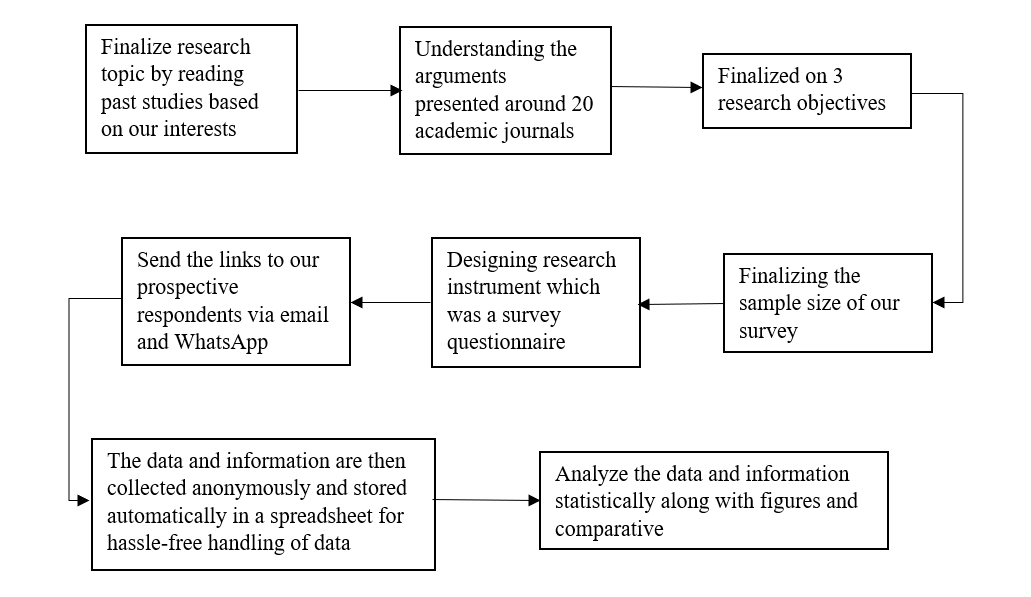 Finalize research
topic by reading
past studies based
on our interests
Understanding the
arguments
presented around 20
academic journals
Finalized on 3
research objectives
Finalizing the
sample size of our
survey
Designing research
instrument which
was a survey
questionnaire
Send the links to our
prospective
respondents via email
and WhatsApp
The data and information are then
collected anonymously and stored
automatically in a spreadsheet for
hassle-free handling of data
Analyze the data and information
statistically along with figures and
comparative